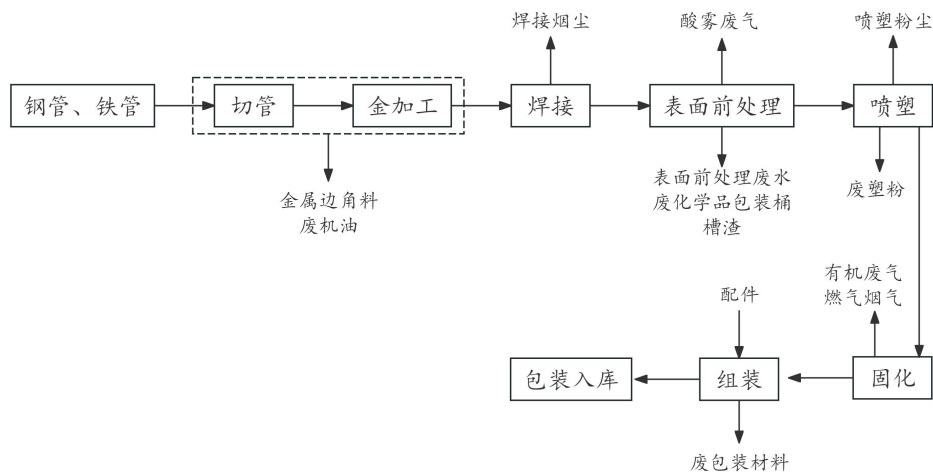 焊接烟尘
酸雾废气
喷塑粉尘
钢管、铁管
切管
金加工
焊接
表面前处理
喷塑
金属边角料
废机油
表面前处理废水
废化学品包装桶
槽渣
废塑粉
有机废气
燃气烟气
配件
包装入库
组装
固化
废包装材料